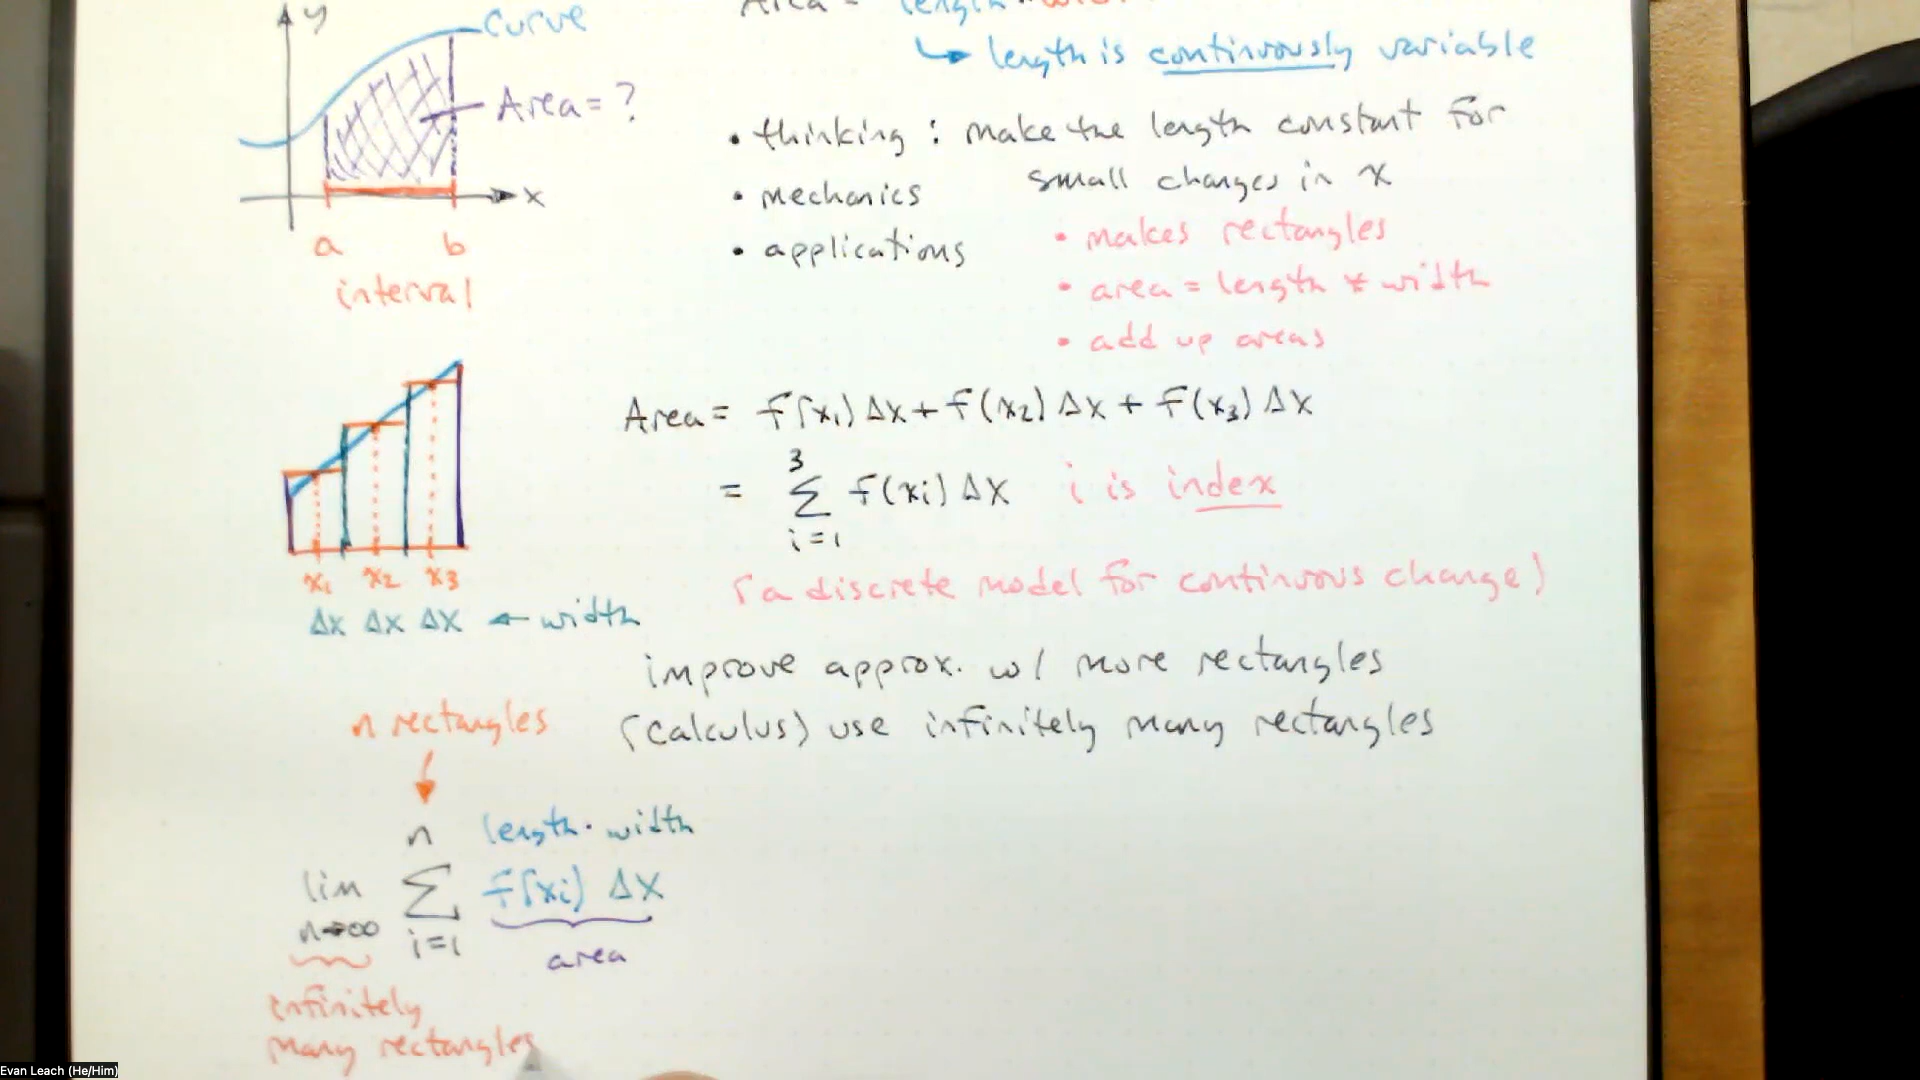 y
curve
Area = length
↳ length is continuously variable
Area = ?
• thinking : make the length constant for
small changes in x
• mechanics
• applications
x
a b
interval
• makes rectangles
• area = length * width
• add up areas
Area = f(x₁) Δx + f(x₂) Δx + f(x₃) Δx
= 3 Σ i=1 f(xᵢ) Δx i is index
x₁ x₂ x₃
(a discrete model for continuous change)
Δx Δx Δx ← width
improve approx. w/ more rectangles
(calculus) use infinitely many rectangles
n rectangles
n length · width
lim Σ f(xᵢ) Δx
n→∞ i=1
area
infinitely
many rectangles
Evan Leach (He/Him)